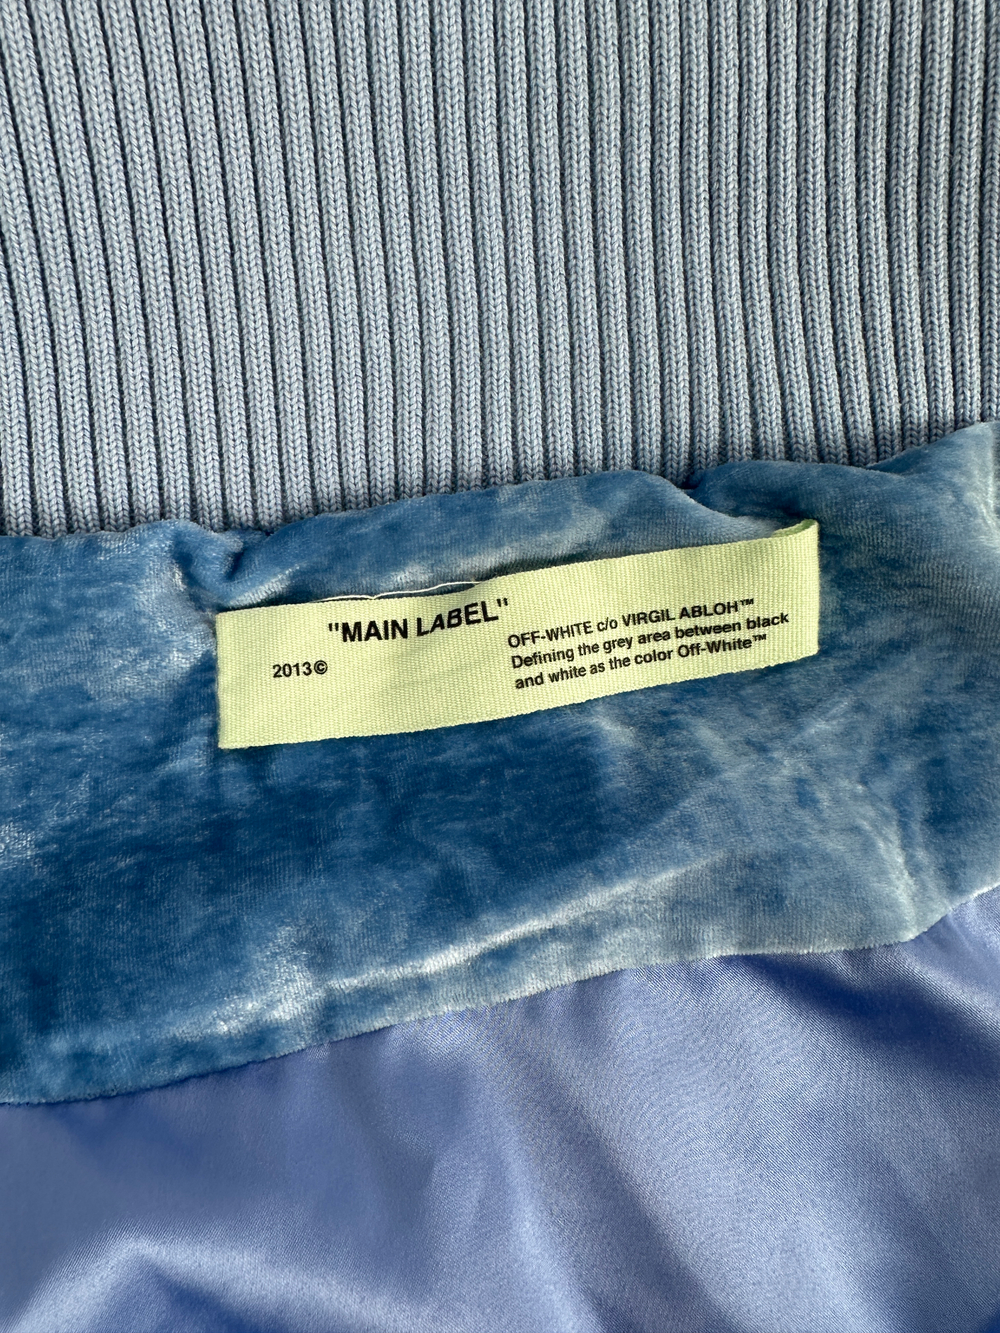 "MAIN LABEL"
2013©
OFF-WHITE c/o VIRGIL ABLOH™
Defining the grey area between black
and white as the color Off-White™